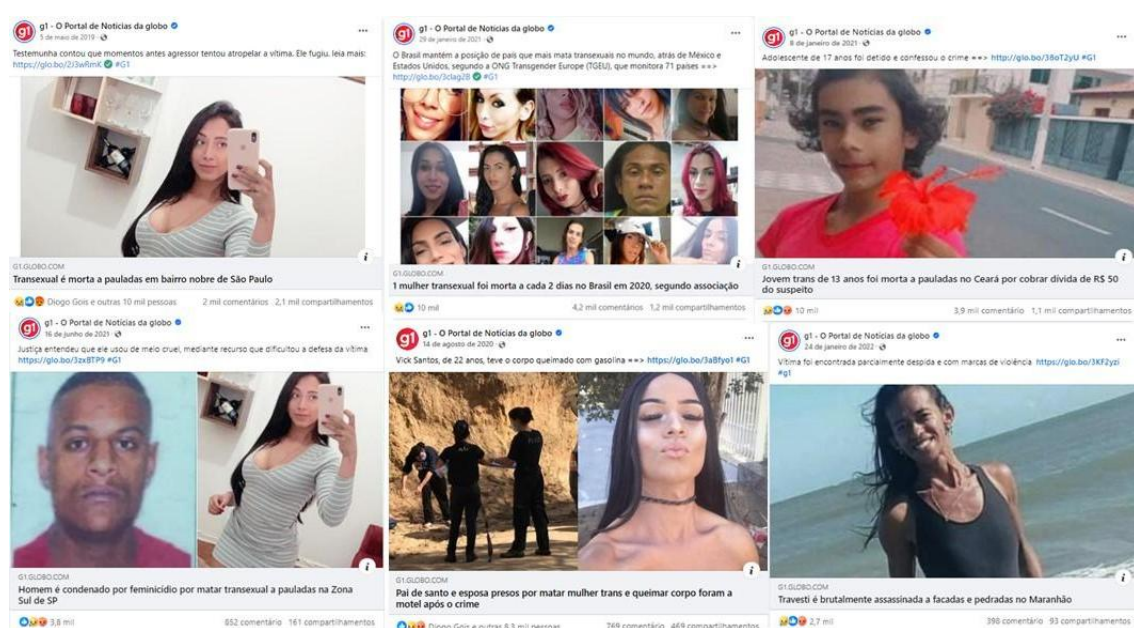 g1 - O Portal de Notícias da globo
5 de maio de 2019 ·
Testemunha contou que momentos antes agressor tentou atropelar a vítima. Ele fugiu, leia mais:
https://glo.bo/2J3wRmK #G1
G1.GLOBO.COM
Transexual é morta a pauladas em bairro nobre de São Paulo
Diogo Gois e outras 10 mil pessoas 2 mil comentários 2,1 mil compartilhamentos
g1 - O Portal de Notícias da globo
29 de janeiro de 2021 ·
O Brasil mantém a posição de país que mais mata transexuais no mundo, atrás de México e
Estados Unidos, segundo a ONG Transgender Europe (TGEU), que monitora 71 países ==>
http://glo.bo/3clag2B #G1
G1.GLOBO.COM
1 mulher transexual foi morta a cada 2 dias no Brasil em 2020, segundo associação
10 mil 4,2 mil comentários 1,2 mil compartilhamentos
g1 - O Portal de Notícias da globo
8 de janeiro de 2021 ·
Adolescente de 17 anos foi detido e confessou o crime ==> http://glo.bo/38oT2yU #G1
G1.GLOBO.COM
Jovem trans de 13 anos foi morta a pauladas no Ceará por cobrar dívida de R$ 50
do suspeito
10 mil 3,9 mil comentários 1,1 mil compartilhamentos
g1 - O Portal de Notícias da globo
16 de junho de 2021 ·
Justiça entendeu que ele usou de meio cruel, mediante recurso que dificultou a defesa da vítima
https://glo.bo/3zxBTP9 #G1
G1.GLOBO.COM
Homem é condenado por feminicídio por matar transexual a pauladas na Zona
Sul de SP
3,8 mil 852 comentário 161 compartilhamentos
g1 - O Portal de Notícias da globo
14 de agosto de 2020 ·
Vick Santos, de 22 anos, teve o corpo queimado com gasolina ==> https://glo.bo/3aBfyo1 #G1
G1.GLOBO.COM
Pai de santo e esposa presos por matar mulher trans e queimar corpo foram a
motel após o crime
Diogo Gois e outras 8,3 mil pessoas 769 comentário 469 compartilhamentos
g1 - O Portal de Notícias da globo
24 de janeiro de 2022 ·
Vítima foi encontrada parcialmente despida e com marcas de violência https://glo.bo/3KF2yzi
#g1
G1.GLOBO.COM
Travesti é brutalmente assassinada a facadas e pedradas no Maranhão
2,7 mil 398 comentário 93 compartilhamentos